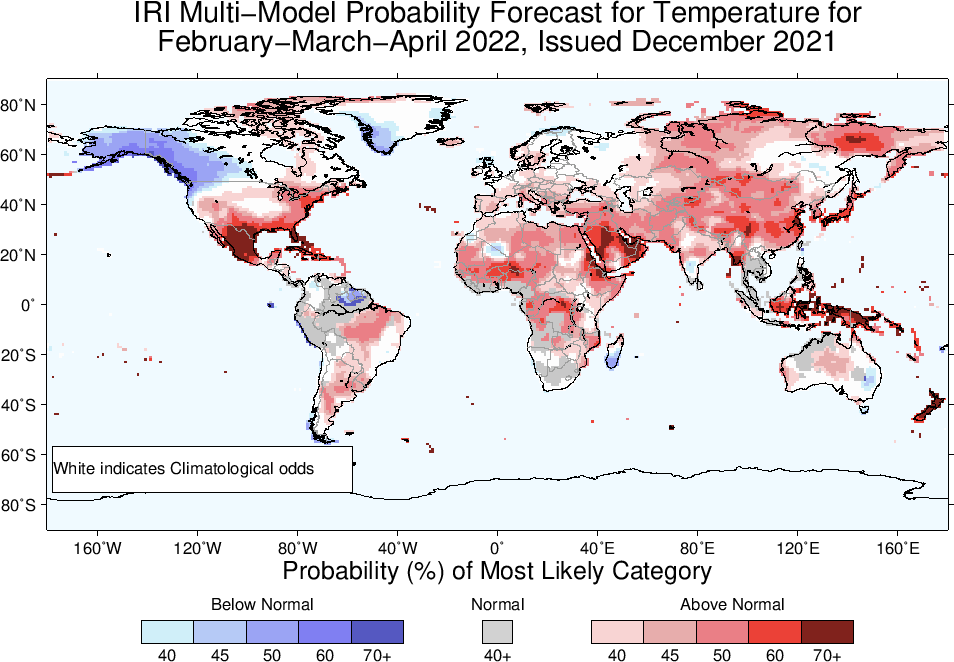 IRI Multi−Model Probability Forecast for Temperature for
February−March−April 2022, Issued December 2021
80˚N
60˚N
40˚N
20˚N
0˚
20˚S
40˚S
60˚S
80˚S
White indicates Climatological odds
160˚W 120˚W 80˚W 40˚W 0˚ 40˚E 80˚E 120˚E 160˚E
Probability (%) of Most Likely Category
Below Normal Normal Above Normal
40 45 50 60 70+ 40+ 40 45 50 60 70+